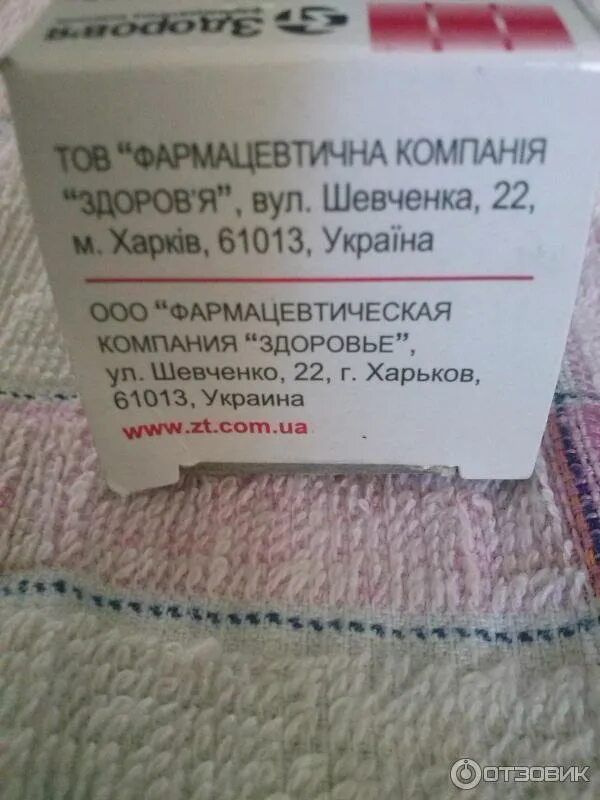 Здоров'я
ТОВ "ФАРМАЦЕВТИЧНА КОМПАНІЯ
"ЗДОРОВ'Я", вул. Шевченка, 22,
м. Харків, 61013, Україна
ООО "ФАРМАЦЕВТИЧЕСКАЯ
КОМПАНИЯ "ЗДОРОВЬЕ",
ул. Шевченко, 22, г. Харьков,
61013, Украина
www.zt.com.ua
ОТЗОВИК